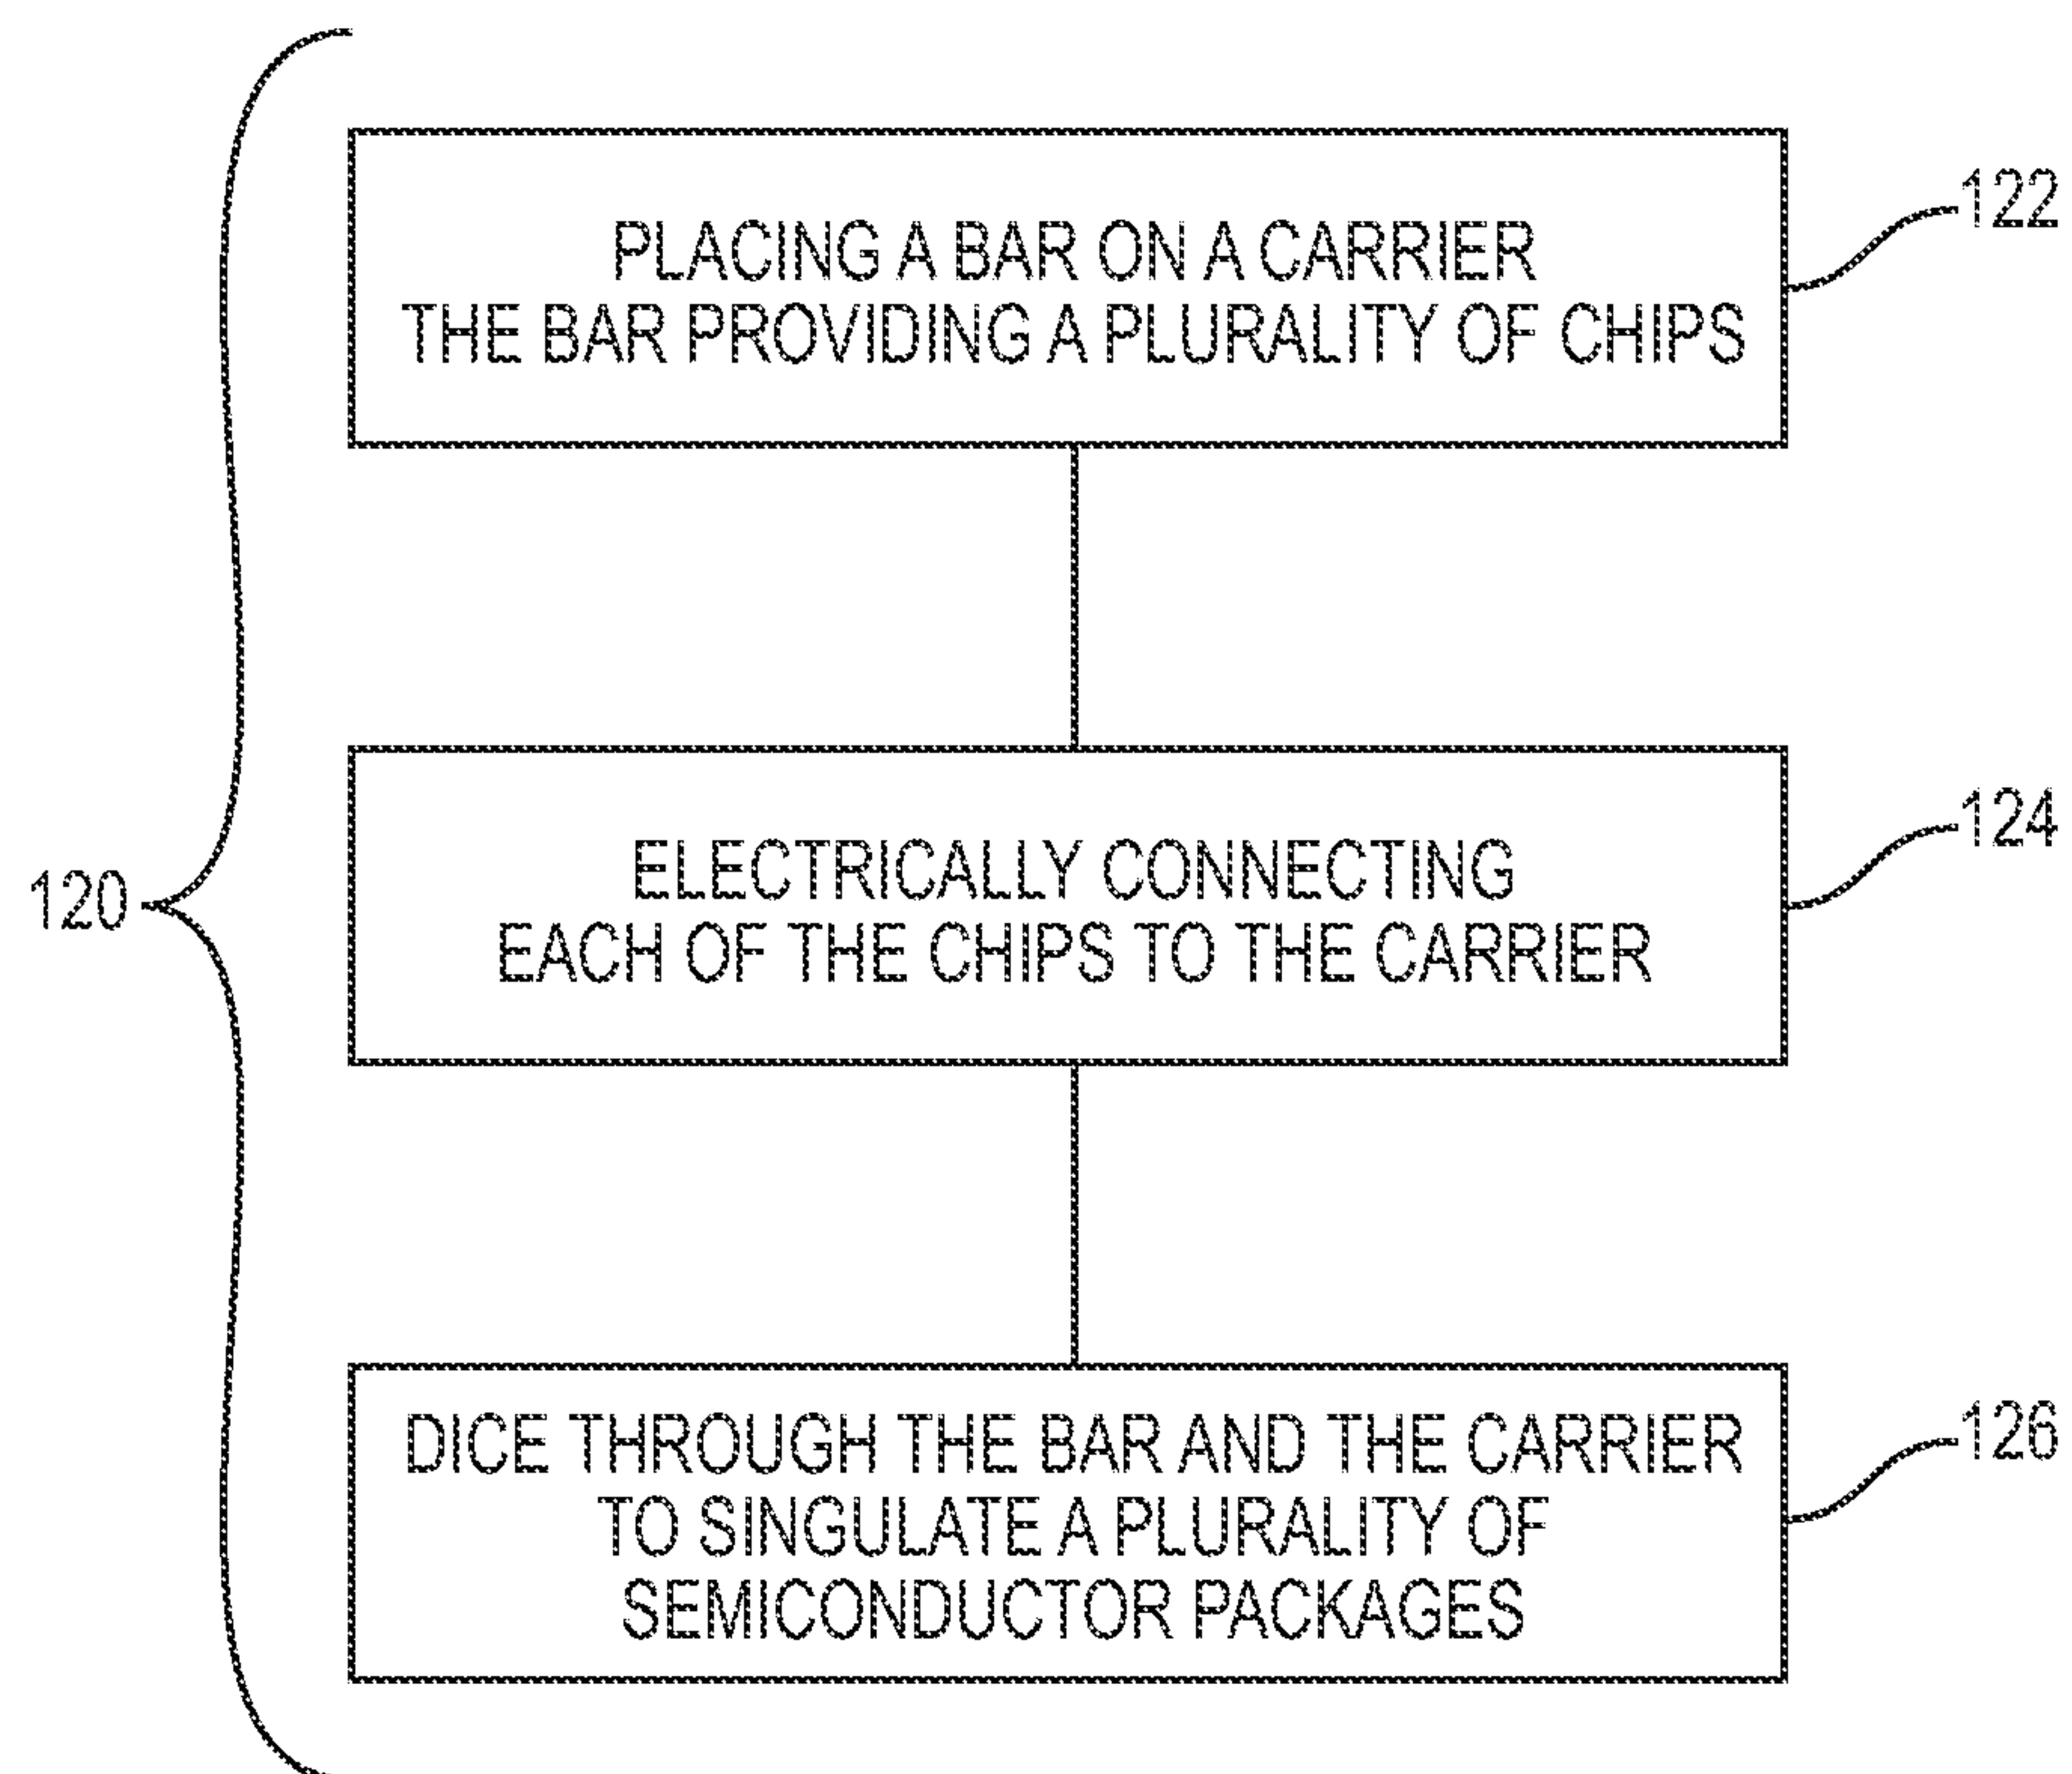 PLACING A BAR ON A CARRIER
THE BAR PROVIDING A PLURALITY OF CHIPS
122
ELECTRICALLY CONNECTING
EACH OF THE CHIPS TO THE CARRIER
124
120
DICE THROUGH THE BAR AND THE CARRIER
TO SINGULATE A PLURALITY OF
SEMICONDUCTOR PACKAGES
126